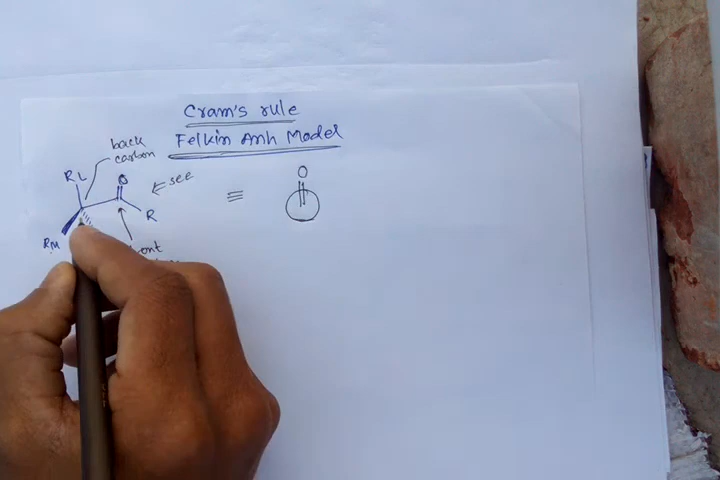 Cram's rule
Felkin Anh Model
back
carbon
RL
O
see
R
RM
≡
O